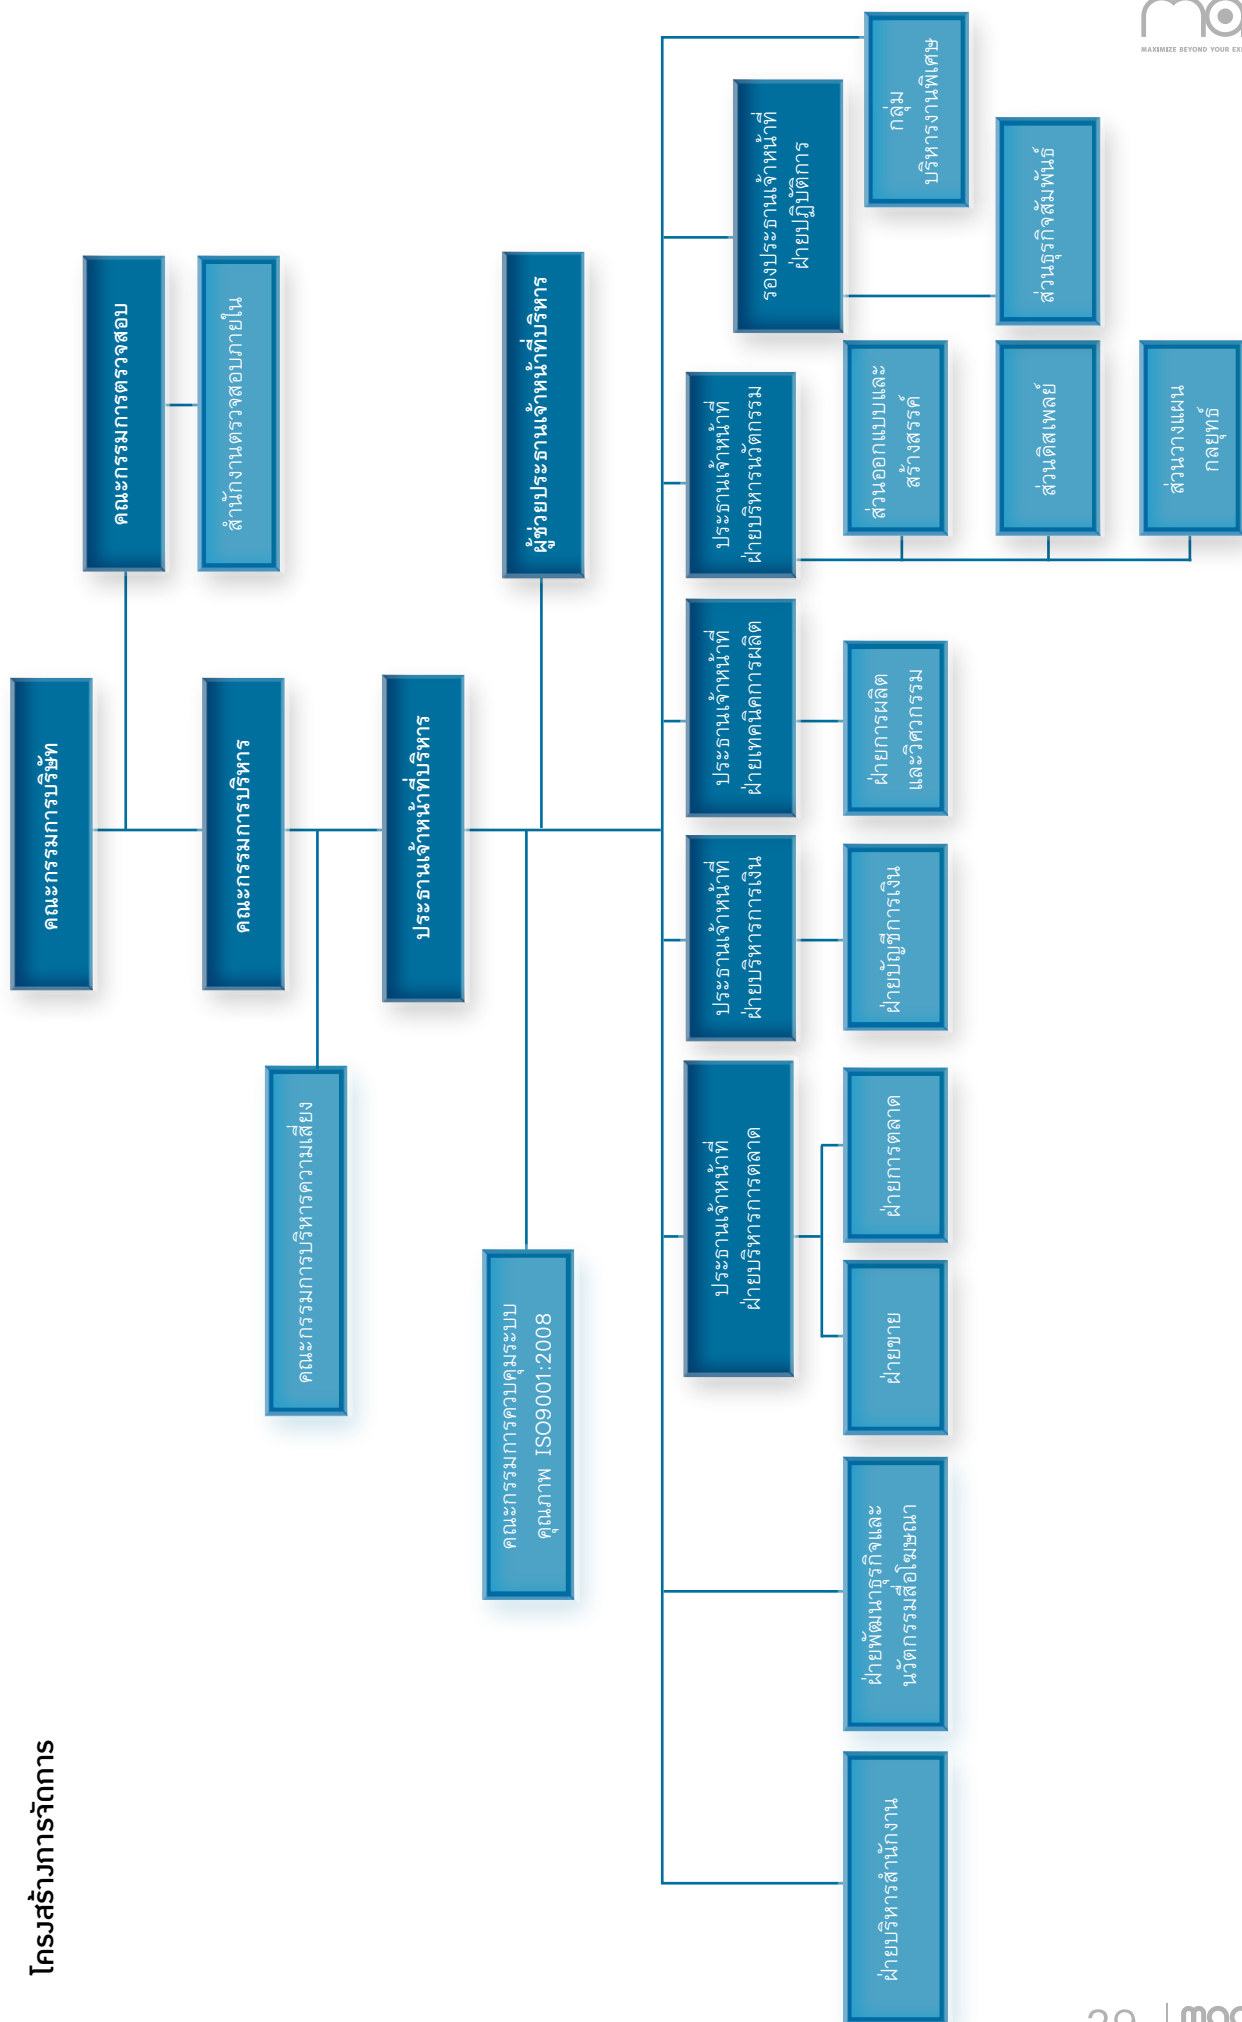 โครงสร้างการจัดการ
คณะกรรมการบริษัท
คณะกรรมการตรวจสอบ
สำนักงานตรวจสอบภายใน
คณะกรรมการบริหาร
คณะกรรมการบริหารความเสี่ยง
ประธานเจ้าหน้าที่บริหาร
ผู้ช่วยประธานเจ้าหน้าที่บริหาร
คณะกรรมการควบคุมระบบ
คุณภาพ ISO9001:2008
ฝ่ายบริหารสำนักงาน
ฝ่ายพัฒนาธุรกิจและ
นวัตกรรมสื่อโฆษณา
ประธานเจ้าหน้าที่
ฝ่ายบริหารการตลาด
ฝ่ายขาย
ฝ่ายการตลาด
ประธานเจ้าหน้าที่
ฝ่ายบริหารการเงิน
ฝ่ายบัญชีการเงิน
ประธานเจ้าหน้าที่
ฝ่ายเทคนิคการผลิต
ฝ่ายการผลิต
และวิศวกรรม
ประธานเจ้าหน้าที่
ฝ่ายบริหารนวัตกรรม
ส่วนออกแบบและ
สร้างสรรค์
ส่วนดิสเพลย์
ส่วนวางแผน
กลยุทธ์
รองประธานเจ้าหน้าที่
ฝ่ายปฏิบัติการ
ส่วนธุรกิจสัมพันธ์
กลุ่ม
บริหารงานพิเศษ
MAXIMIZE BEYOND YOUR